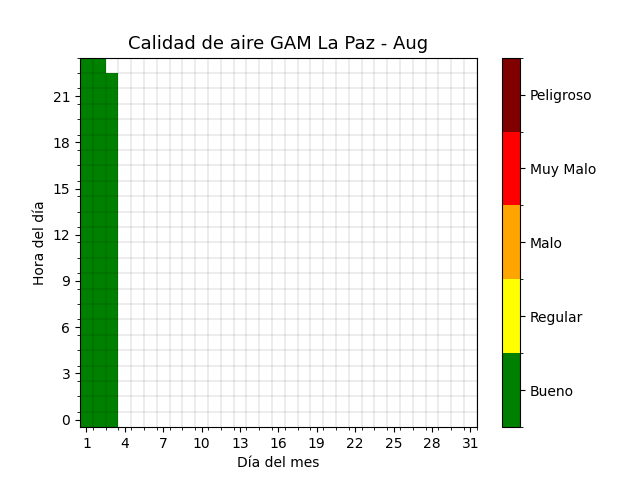 Calidad de aire GAM La Paz - Aug
Hora del día
21
18
15
12
9
6
3
0
1 4 7 10 13 16 19 22 25 28 31
Día del mes
Peligroso
Muy Malo
Malo
Regular
Bueno